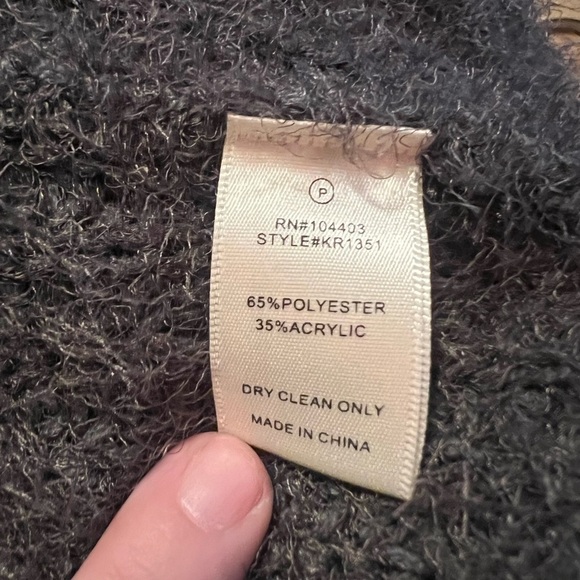 P
RN#104403
STYLE#KR1351
65%POLYESTER
35%ACRYLIC
DRY CLEAN ONLY
MADE IN CHINA